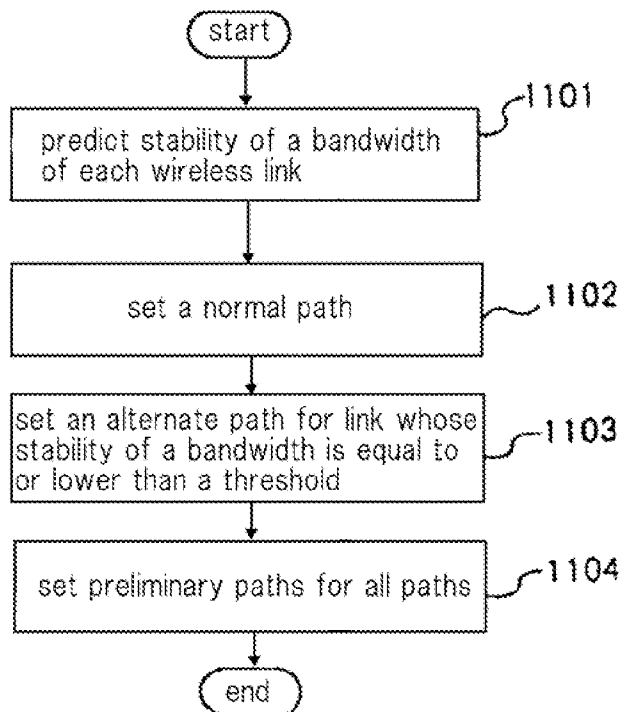 start
1101
predict stability of a bandwidth
of each wireless link
set a normal path
1102
set an alternate path for link whose
stability of a bandwidth is equal to
or lower than a threshold
1103
set preliminary paths for all paths
1104
end